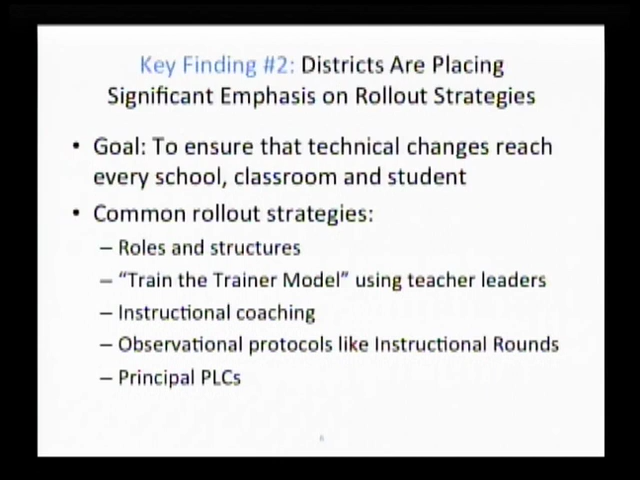 Key Finding #2: Districts Are Placing
Significant Emphasis on Rollout Strategies
• Goal: To ensure that technical changes reach
every school, classroom and student
• Common rollout strategies:
– Roles and structures
– “Train the Trainer Model” using teacher leaders
– Instructional coaching
– Observational protocols like Instructional Rounds
– Principal PLCs